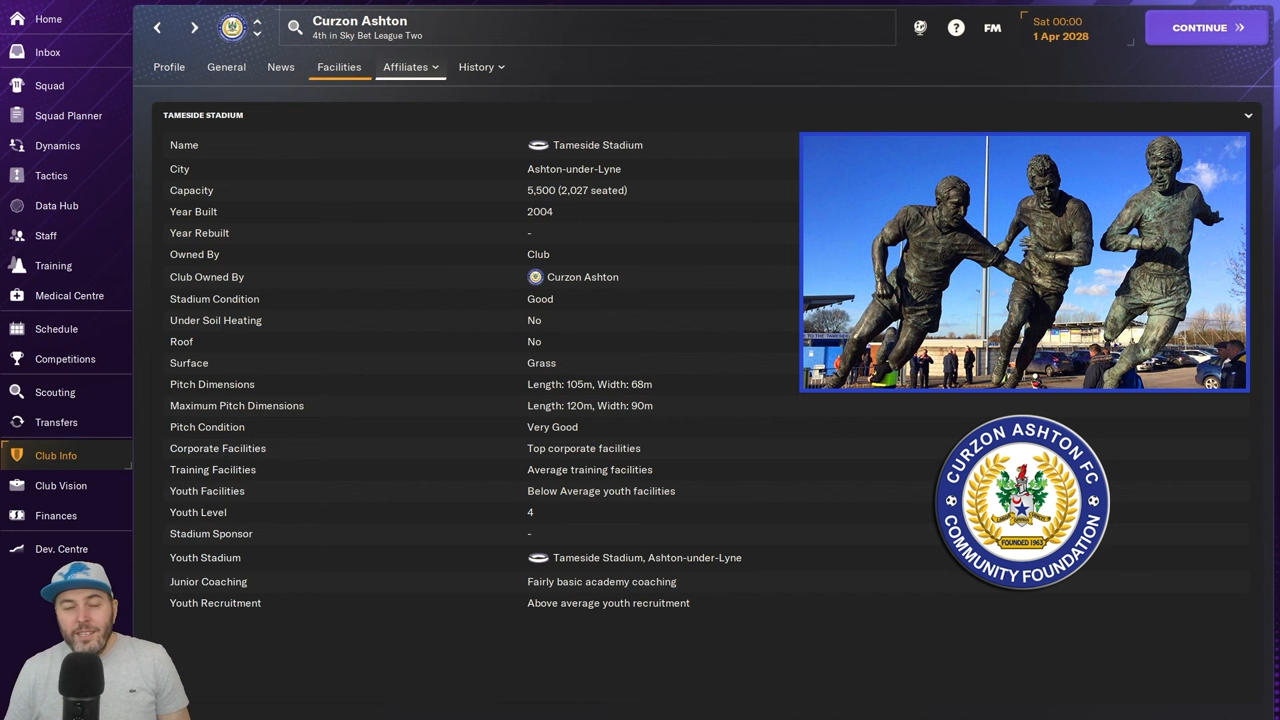 Home
Inbox
Squad
Squad Planner
Dynamics
Tactics
Data Hub
Staff
Training
Medical Centre
Schedule
Competitions
Scouting
Transfers
Club Info
Club Vision
Finances
Dev. Centre
Curzon Ashton
4th in Sky Bet League Two
FM
Sat 00:00
1 Apr 2028
CONTINUE
Profile General News Facilities Affiliates History
TAMESIDE STADIUM
Name Tameside Stadium
City Ashton-under-Lyne
Capacity 5,500 (2,027 seated)
Year Built 2004
Year Rebuilt -
Owned By Club
Club Owned By Curzon Ashton
Stadium Condition Good
Under Soil Heating No
Roof No
Surface Grass
Pitch Dimensions Length: 105m, Width: 68m
Maximum Pitch Dimensions Length: 120m, Width: 90m
Pitch Condition Very Good
Corporate Facilities Top corporate facilities
Training Facilities Average training facilities
Youth Facilities Below Average youth facilities
Youth Level 4
Stadium Sponsor -
Youth Stadium Tameside Stadium, Ashton-under-Lyne
Junior Coaching Fairly basic academy coaching
Youth Recruitment Above average youth recruitment
CURZON ASHTON FC
FOUNDED 1963
COMMUNITY FOUNDATION